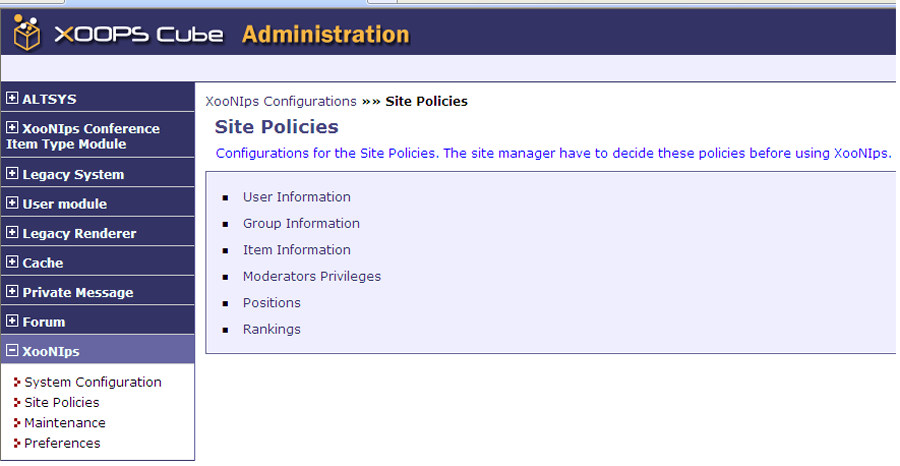 XOOPS Cube Administration
ALTSYS
XooNIps Conference
Item Type Module
Legacy System
User module
Legacy Renderer
Cache
Private Message
Forum
XooNIps
System Configuration
Site Policies
Maintenance
Preferences
XooNIps Configurations »» Site Policies
Site Policies
Configurations for the Site Policies. The site manager have to decide these policies before using XooNIps.
User Information
Group Information
Item Information
Moderators Privileges
Positions
Rankings